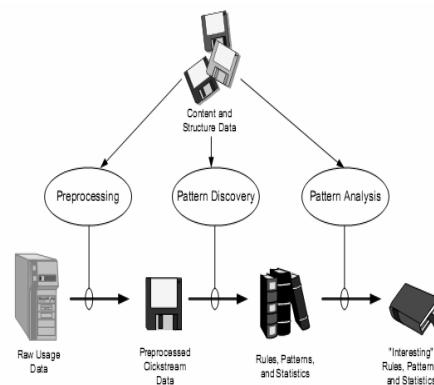 Content and
Structure Data
Preprocessing
Pattern Discovery
Pattern Analysis
Raw Usage
Data
Preprocessed
Clickstream
Data
Rules, Patterns,
and Statistics
"Interesting"
Rules, Pattern
and Statistics